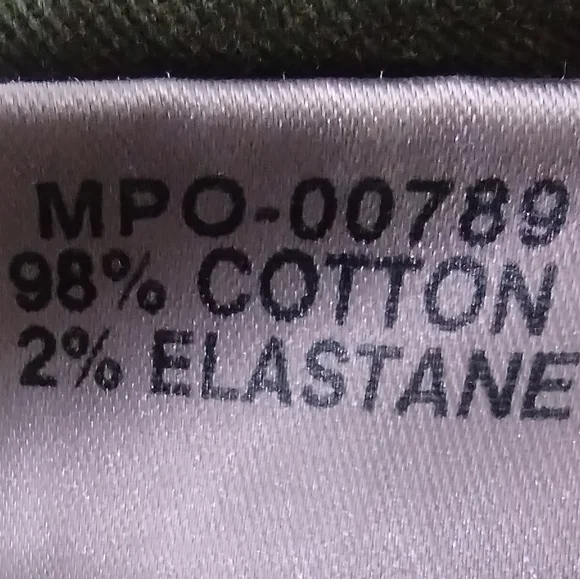 MPO-00789
98% COTTON
2% ELASTANE